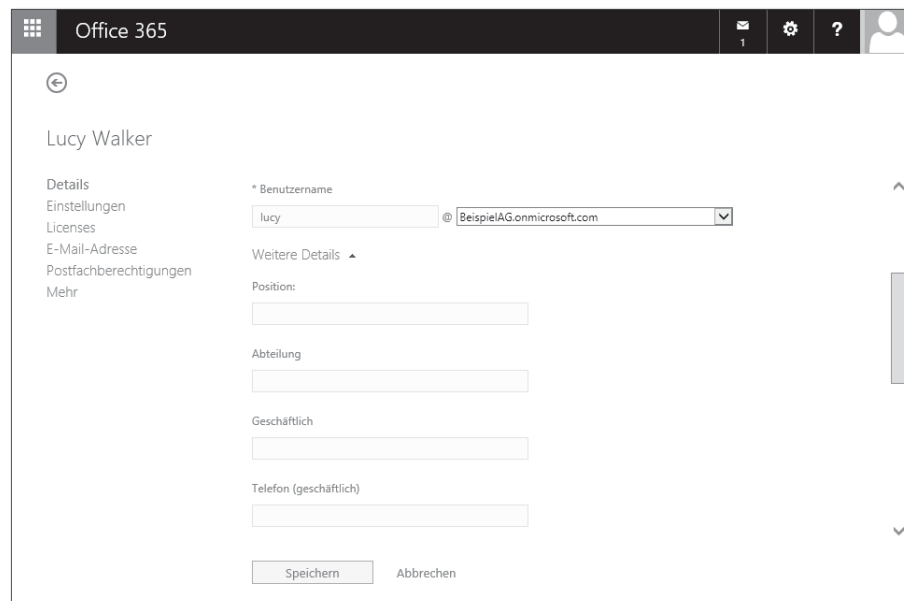 Office 365
1
?
Lucy Walker
Details
Einstellungen
Licenses
E-Mail-Adresse
Postfachberechtigungen
Mehr
* Benutzername
lucy @ BeispielAG.onmicrosoft.com
Weitere Details
Position:
Abteilung
Geschäftlich
Telefon (geschäftlich)
Speichern Abbrechen